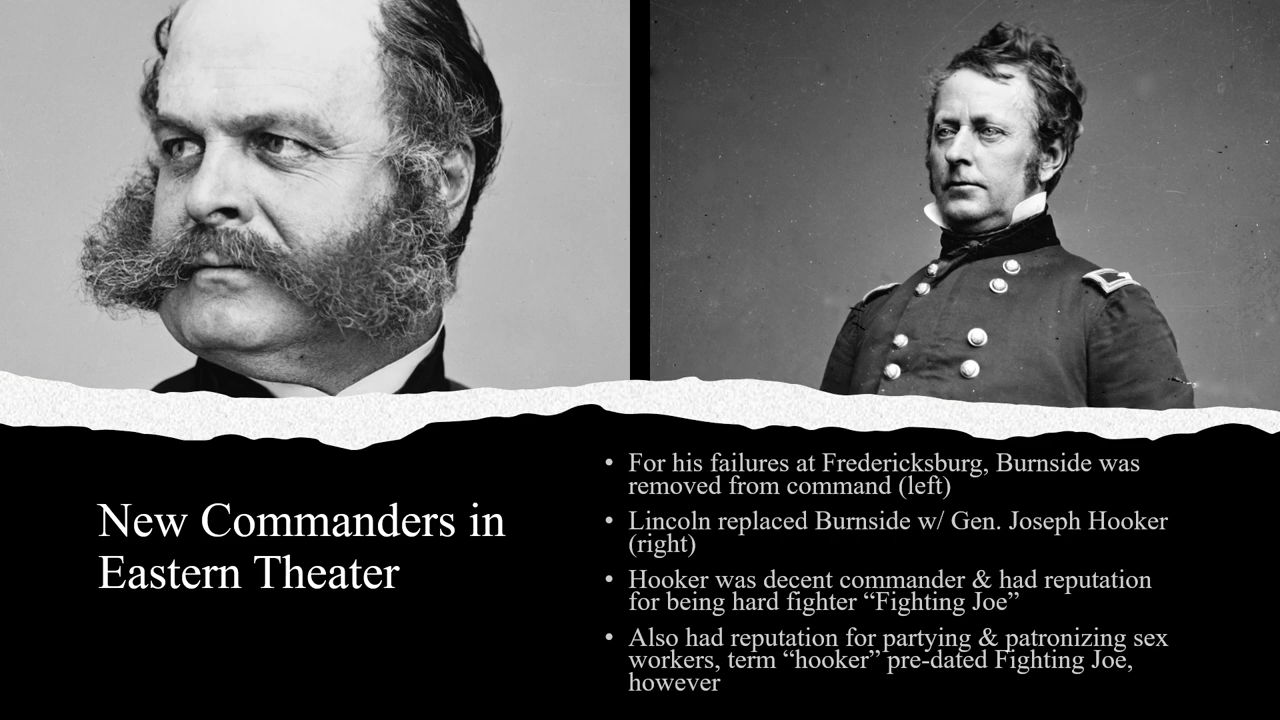 New Commanders in
Eastern Theater
• For his failures at Fredericksburg, Burnside was
removed from command (left)
• Lincoln replaced Burnside w/ Gen. Joseph Hooker
(right)
• Hooker was decent commander & had reputation
for being hard fighter “Fighting Joe”
• Also had reputation for partying & patronizing sex
workers, term “hooker” pre-dated Fighting Joe,
however